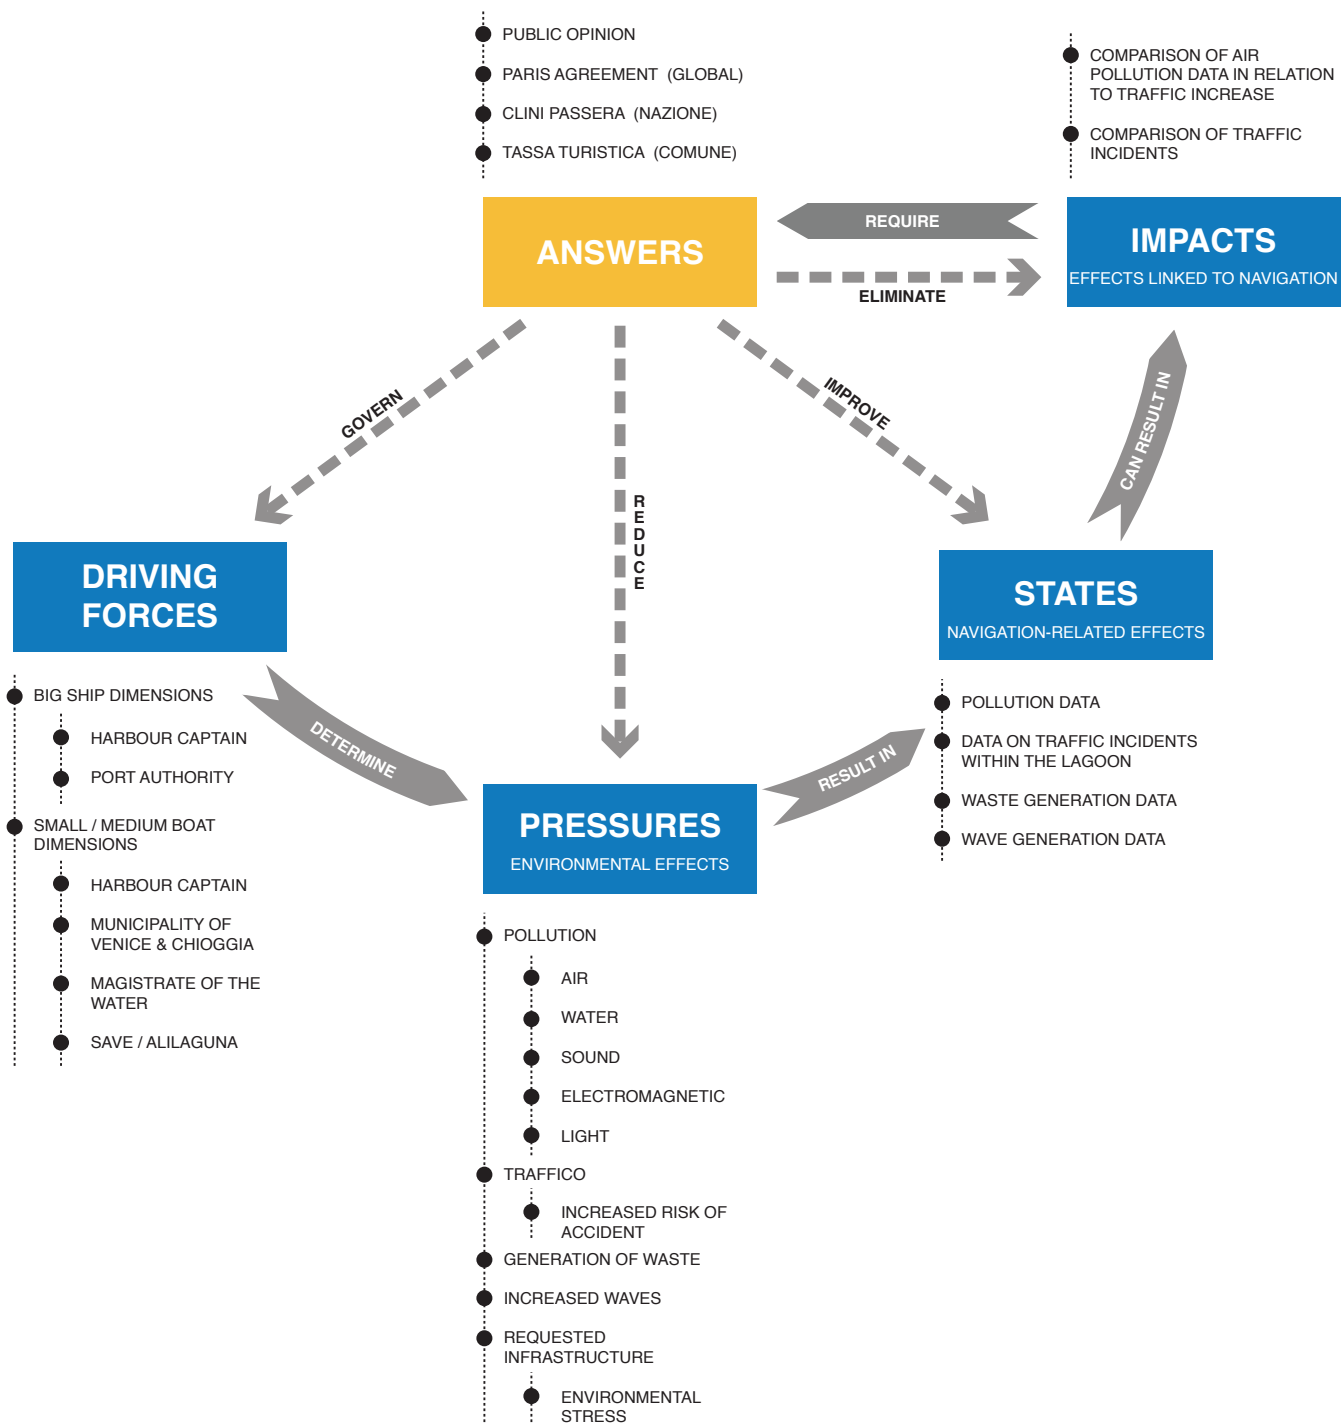 PUBLIC OPINION
PARIS AGREEMENT (GLOBAL)
CLINI PASSERA (NAZIONE)
TASSA TURISTICA (COMUNE)
COMPARISON OF AIR
POLLUTION DATA IN RELATION
TO TRAFFIC INCREASE
COMPARISON OF TRAFFIC
INCIDENTS
ANSWERS
REQUIRE
ELIMINATE
IMPACTS
EFFECTS LINKED TO NAVIGATION
GOVERN
REDUCE
IMPROVE
CAN RESULT IN
DRIVING
FORCES
STATES
NAVIGATION-RELATED EFFECTS
BIG SHIP DIMENSIONS
HARBOUR CAPTAIN
PORT AUTHORITY
SMALL / MEDIUM BOAT
DIMENSIONS
HARBOUR CAPTAIN
MUNICIPALITY OF
VENICE & CHIOGGIA
MAGISTRATE OF THE
WATER
SAVE / ALILAGUNA
DETERMINE
PRESSURES
ENVIRONMENTAL EFFECTS
RESULT IN
POLLUTION DATA
DATA ON TRAFFIC INCIDENTS
WITHIN THE LAGOON
WASTE GENERATION DATA
WAVE GENERATION DATA
POLLUTION
AIR
WATER
SOUND
ELECTROMAGNETIC
LIGHT
TRAFFICO
INCREASED RISK OF
ACCIDENT
GENERATION OF WASTE
INCREASED WAVES
REQUESTED
INFRASTRUCTURE
ENVIRONMENTAL
STRESS